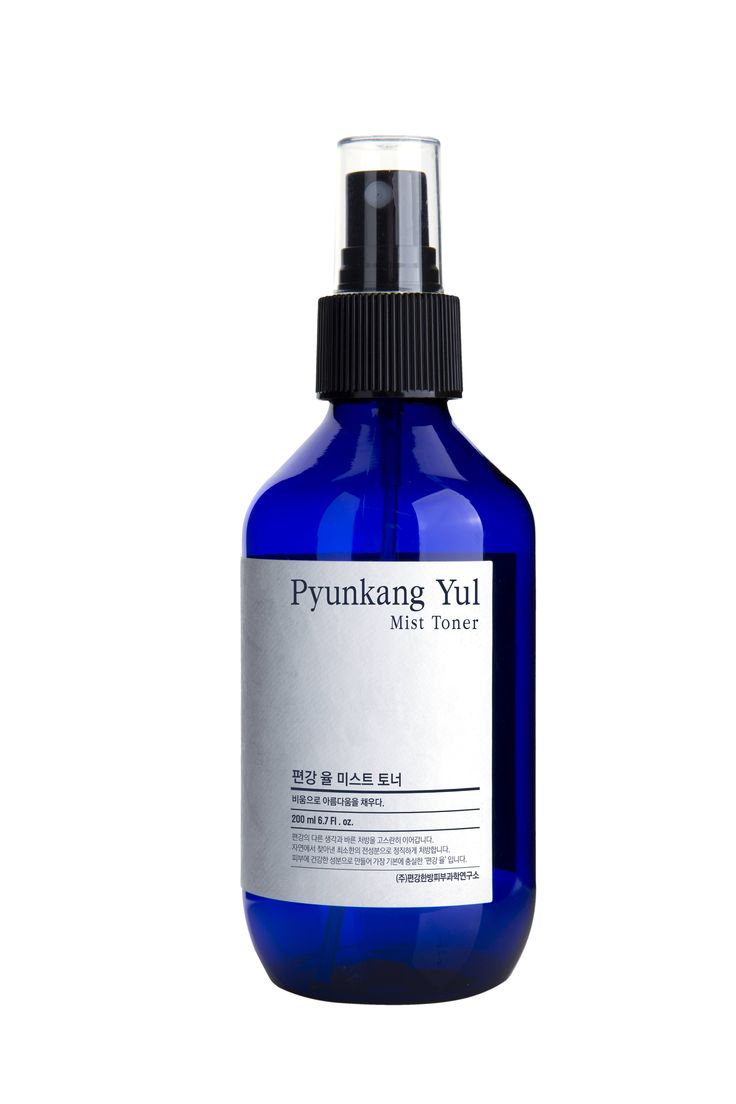 Pyunkang Yul
Mist Toner
편강 율 미스트 토너
비움으로 아름다움을 채우다.
200 ml 6.7 Fl . oz.
편강의 다른 생각과 바른 처방을 고스란히 이어갑니다.
자연에서 찾아낸 최소한의 전성분으로 정직하게 처방합니다.
피부에 건강한 성분으로 만들어 가장 기본에 충실한 '편강 율' 입니다.
(주)편강한방피부과학연구소